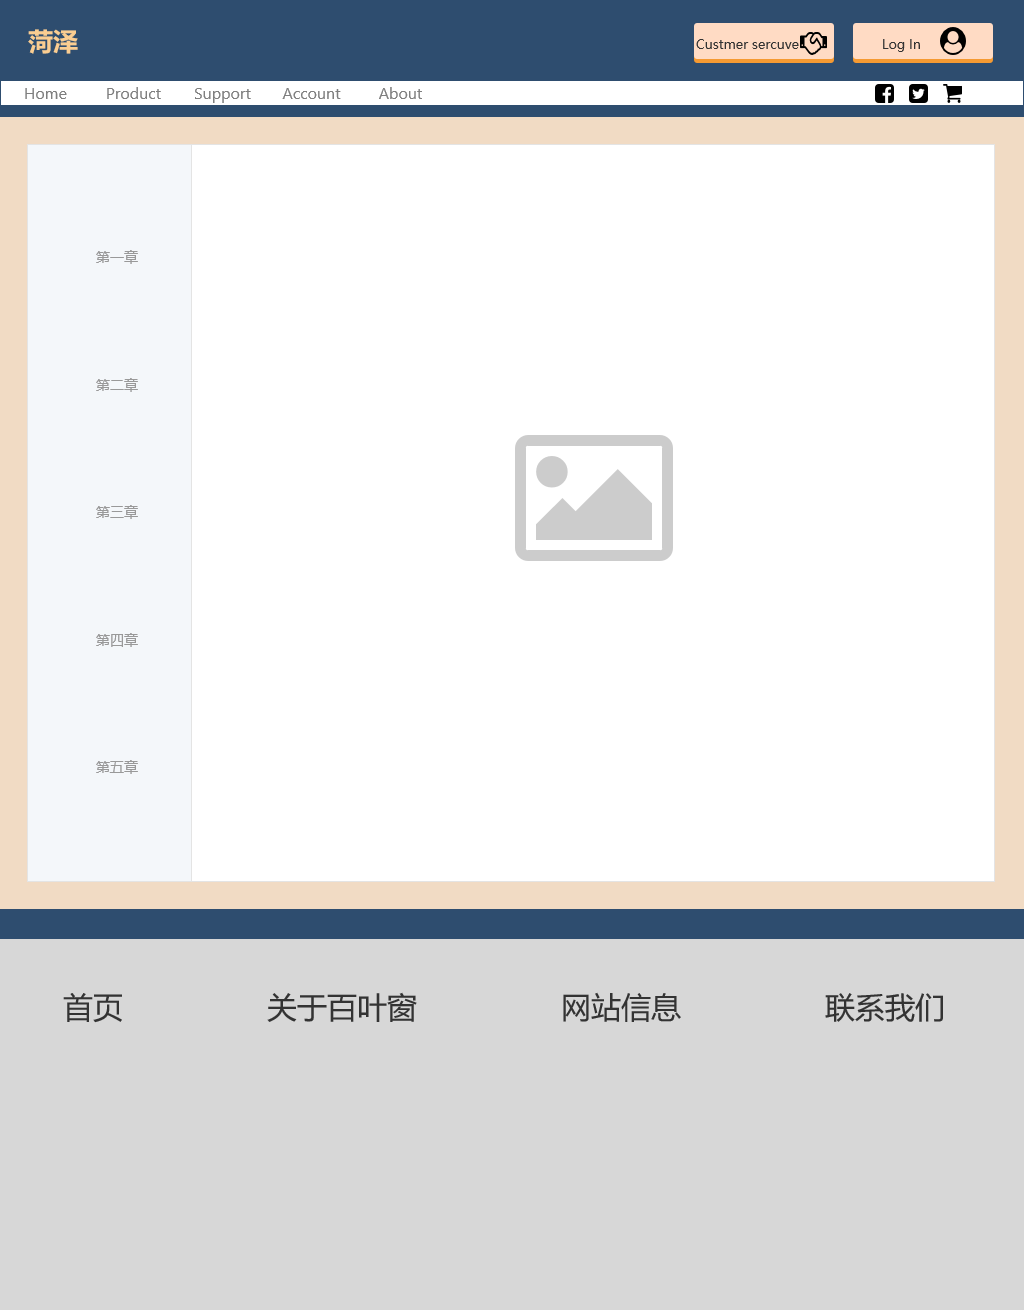 菏泽
Custmer sercuve
Log In
Home Product Support Account About
第一章
第二章
第三章
第四章
第五章
首页 关于百叶窗 网站信息 联系我们